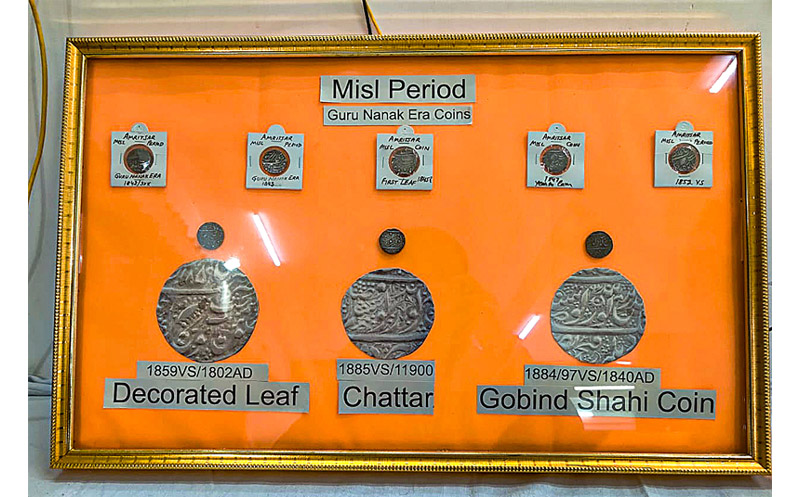 Misl Period
Guru Nanak Era Coins
AMRITSAR
MISL PERIOD
GURU NANAK ERA
AMRITSAR
MISL PERIOD
GURU NANAK ERA
1893
AMRITSAR
MISL COIN
FIRST LEAF
AMRITSAR
MISL COIN
AMRITSAR
MISL PERIOD
1852 VS
1859VS/1802AD
Decorated Leaf
1885VS/11900
Chattar
1884/97VS/1840AD
Gobind Shahi Coin